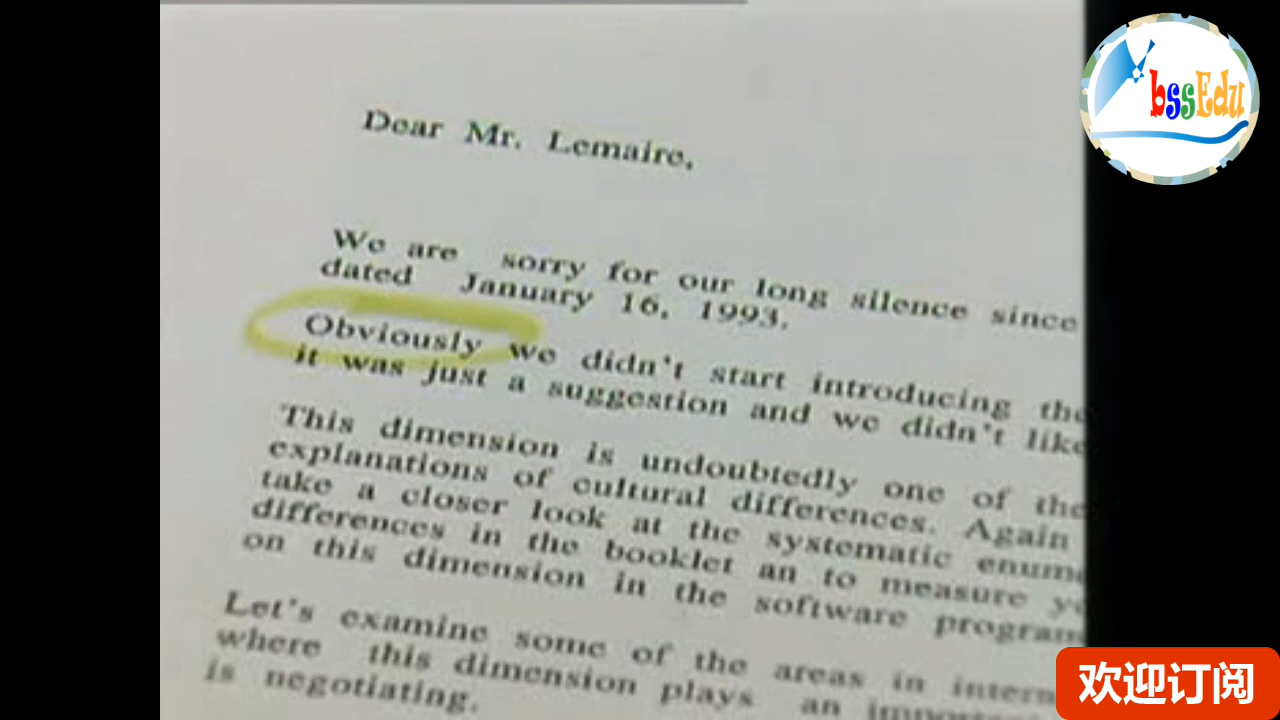 bssEdu
Dear Mr. Lemaire,
We are sorry for our long silence since
dated January 16, 1993.
Obviously we didn't start introducing the
it was just a suggestion and we didn't like
This dimension is undoubtedly one of the
explanations of cultural differences. Again
take a closer look at the systematic
differences in the booklet an to measure
on this dimension in the software program
Let's examine some of the areas in
where this dimension plays an
is negotiating.
欢迎订阅